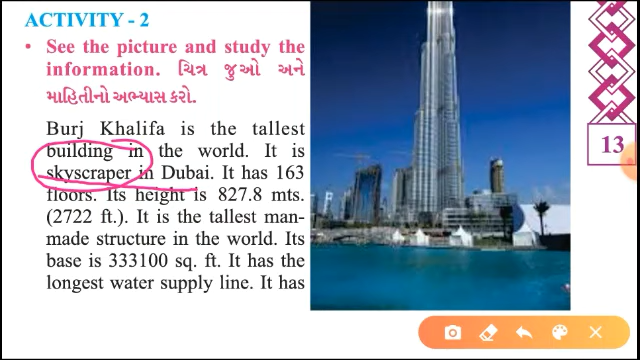 ACTIVITY - 2
• See the picture and study the
information. ચિત્ર જુઓ અને
માહિતીનો અભ્યાસ કરો.
Burj Khalifa is the tallest
building in the world. It is
skyscraper in Dubai. It has 163
floors. Its height is 827.8 mts.
(2722 ft.). It is the tallest man-
made structure in the world. Its
base is 333100 sq. ft. It has the
longest water supply line. It has
13